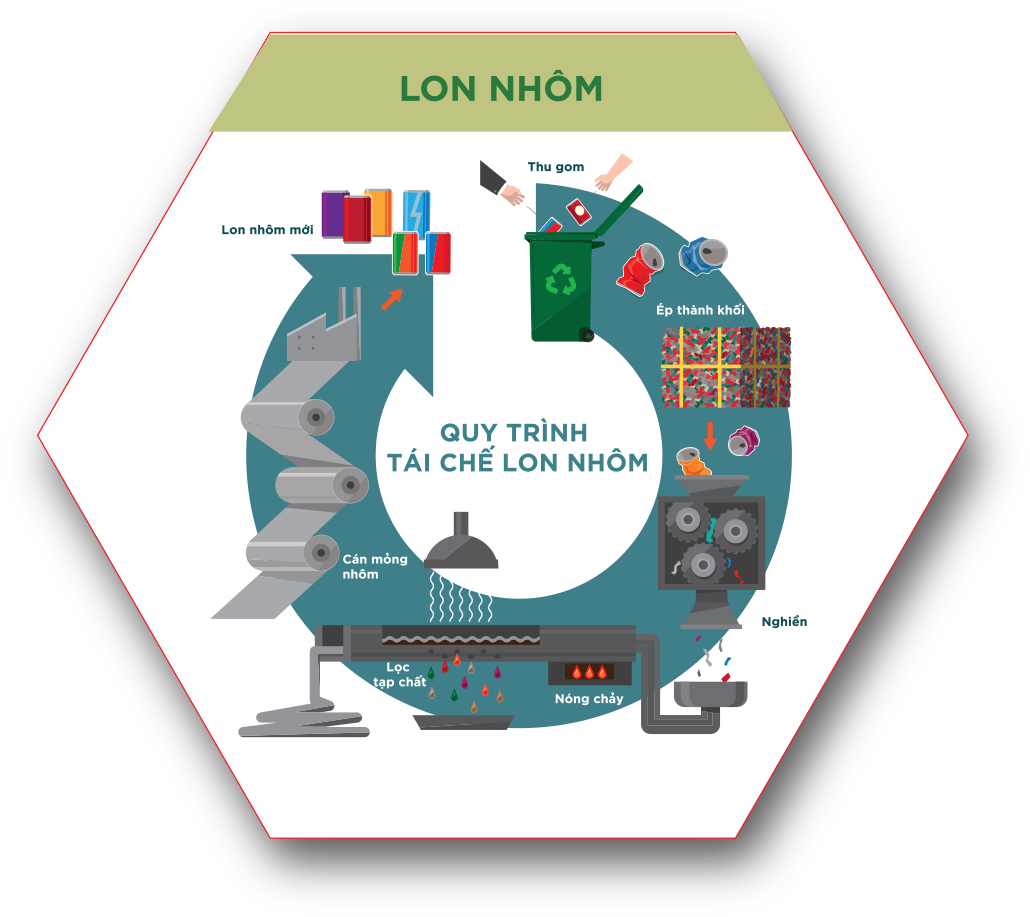 LON NHÔM
Thu gom
Lon nhôm mới
Ép thành khối
QUY TRÌNH
TÁI CHẾ LON NHÔM
Cán mỏng
nhôm
Nghiền
Lọc
tạp chất
Nóng chảy